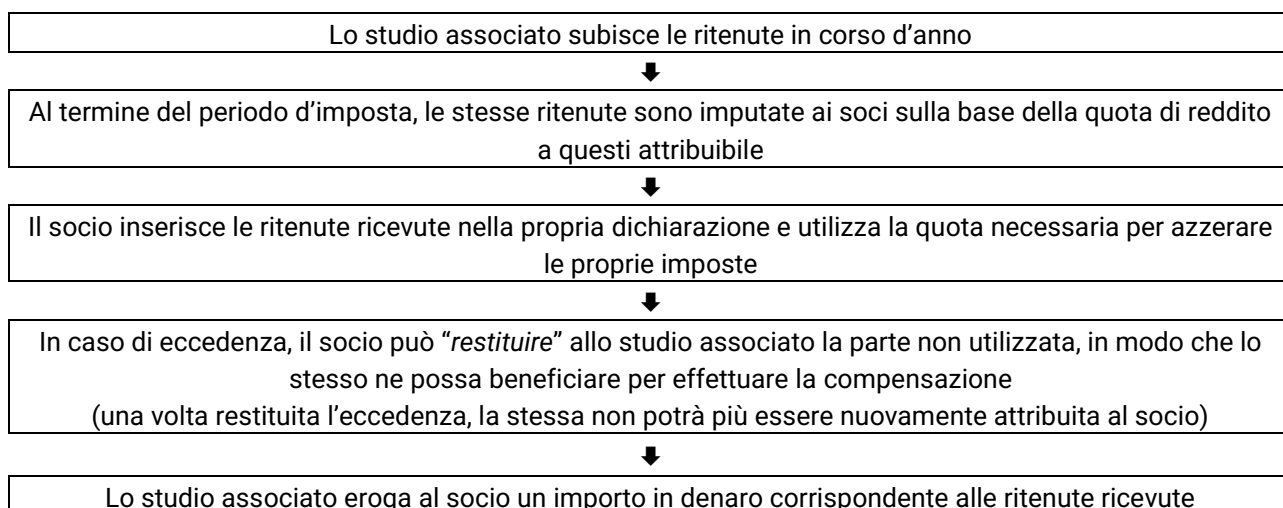 Lo studio associato subisce le ritenute in corso d’anno
Al termine del periodo d’imposta, le stesse ritenute sono imputate ai soci sulla base della quota di reddito
a questi attribuibile
Il socio inserisce le ritenute ricevute nella propria dichiarazione e utilizza la quota necessaria per azzerare
le proprie imposte
In caso di eccedenza, il socio può “restituire” allo studio associato la parte non utilizzata, in modo che lo
stesso ne possa beneficiare per effettuare la compensazione
(una volta restituita l’eccedenza, la stessa non potrà più essere nuovamente attribuita al socio)
Lo studio associato eroga al socio un importo in denaro corrispondente alle ritenute ricevute